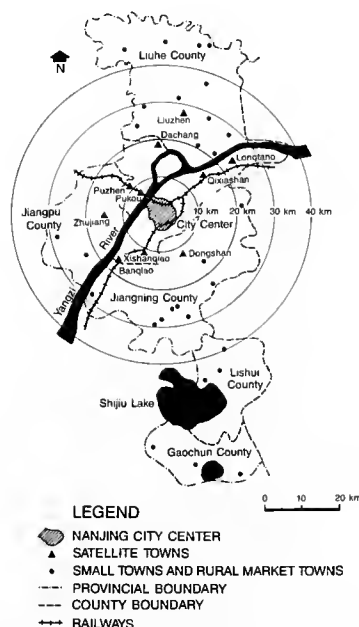 N
Liuhe County
Liuzhen
Dachang
Longtano
Qixiashan
Puzhen
Pukou
Jiangpu
County
Zhujiang
10 km 20 km 30 km 40 km
City Center
River
Yangzi
Xishanqiao
Dongshan
Banqiao
Jiangning County
Lishui
County
Shijiu Lake
Gaochun County
0 10 20 km
LEGEND
NANJING CITY CENTER
SATELLITE TOWNS
SMALL TOWNS AND RURAL MARKET TOWNS
PROVINCIAL BOUNDARY
COUNTY BOUNDARY
RAILWAYS